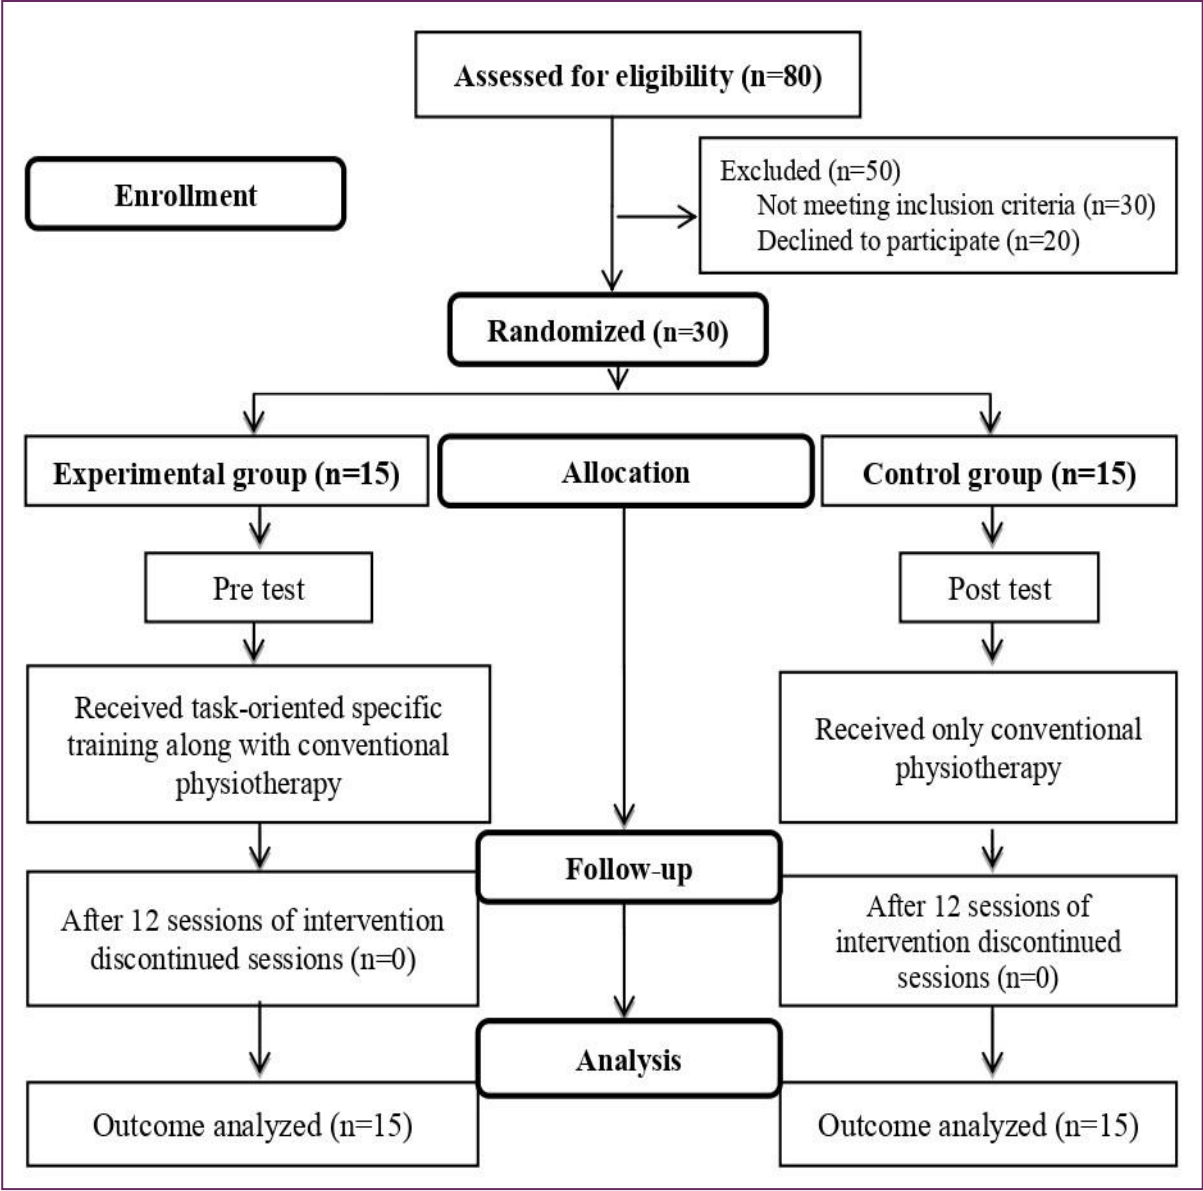 Assessed for eligibility (n=80)
Enrollment
Excluded (n=50)
Not meeting inclusion criteria (n=30)
Declined to participate (n=20)
Randomized (n=30)
Experimental group (n=15)
Allocation
Control group (n=15)
Pre test
Post test
Received task-oriented specific
training along with conventional
physiotherapy
Received only conventional
physiotherapy
Follow-up
After 12 sessions of intervention
discontinued sessions (n=0)
After 12 sessions of
intervention discontinued
sessions (n=0)
Analysis
Outcome analyzed (n=15)
Outcome analyzed (n=15)